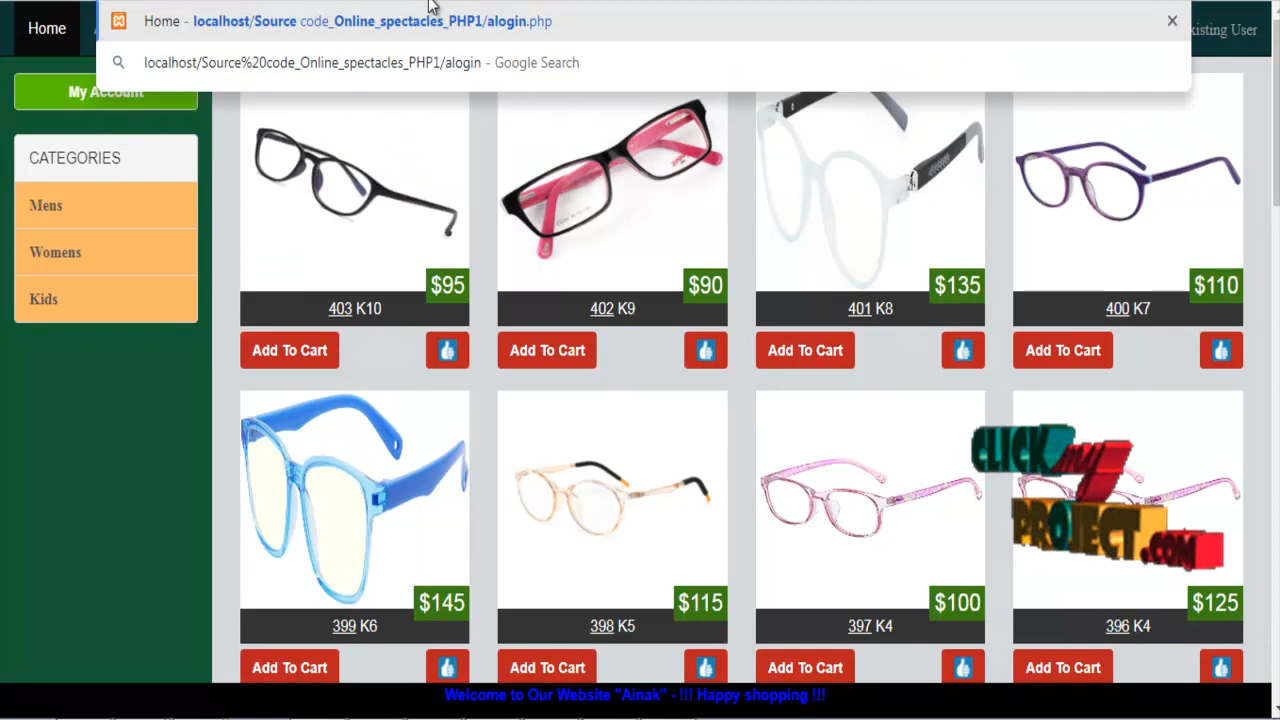 Home - localhost/Source code_Online_spectacles_PHP1/alogin.php
localhost/Source%20code_Online_spectacles_PHP1/alogin - Google Search
Home
xisting User
My Account
CATEGORIES
Mens
Womens
Kids
$95
$90
$135
$110
403 K10
402 K9
401 K8
400 K7
Add To Cart
Add To Cart
Add To Cart
Add To Cart
CLICK MY PROJECT.COM
$145
$115
$100
$125
399 K6
398 K5
397 K4
396 K4
Add To Cart
Add To Cart
Add To Cart
Add To Cart
Welcome to Our Website "Ainak" - !!! Happy shopping !!!